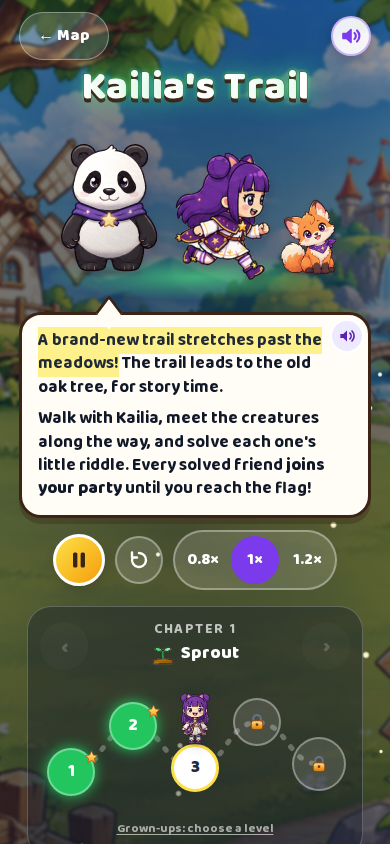 ← Map
Kailia's Trail
A brand-new trail stretches past the
meadows! The trail leads to the old
oak tree, for story time.
Walk with Kailia, meet the creatures
along the way, and solve each one's
little riddle. Every solved friend joins
your party until you reach the flag!
0.8× 1× 1.2×
CHAPTER 1
Sprout
2
1
3
Grown-ups: choose a level